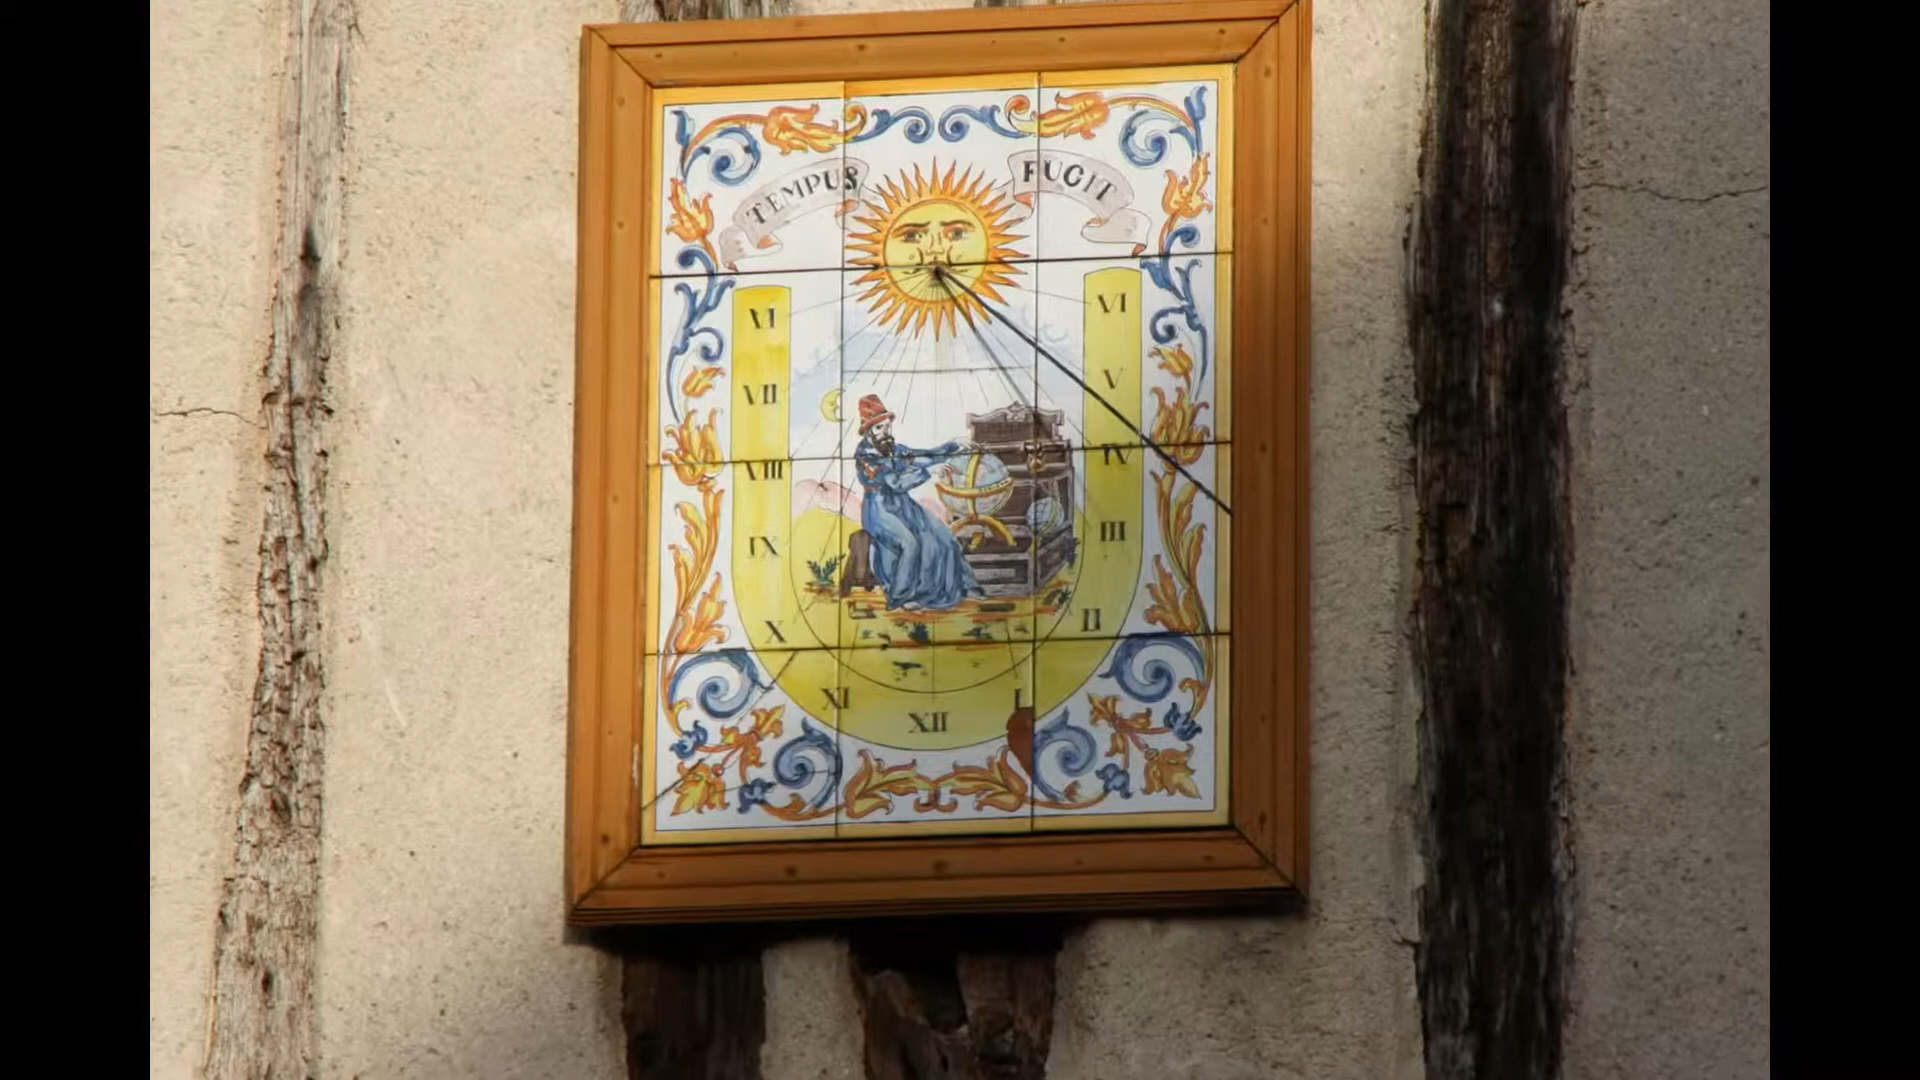 TEMPUS FUGIT
VI VI
VII V
VIII IV
IX III
X II
XI I
XII